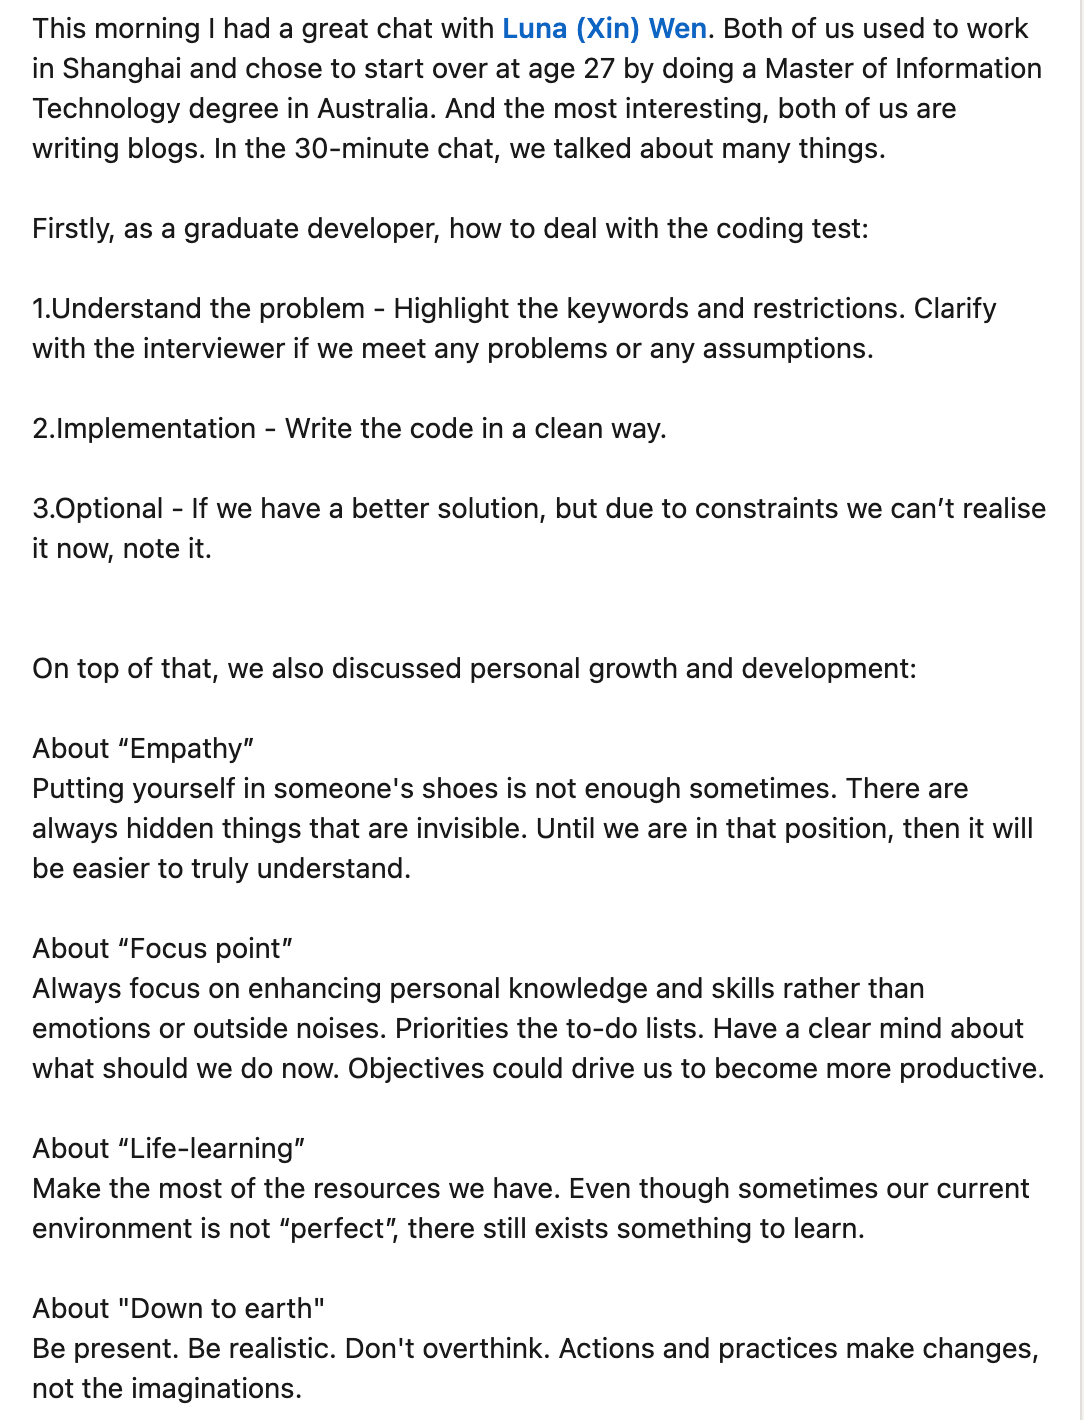 This morning I had a great chat with Luna (Xin) Wen. Both of us used to work
in Shanghai and chose to start over at age 27 by doing a Master of Information
Technology degree in Australia. And the most interesting, both of us are
writing blogs. In the 30-minute chat, we talked about many things.
Firstly, as a graduate developer, how to deal with the coding test:
1.Understand the problem - Highlight the keywords and restrictions. Clarify
with the interviewer if we meet any problems or any assumptions.
2.Implementation - Write the code in a clean way.
3.Optional - If we have a better solution, but due to constraints we can’t realise
it now, note it.
On top of that, we also discussed personal growth and development:
About “Empathy”
Putting yourself in someone's shoes is not enough sometimes. There are
always hidden things that are invisible. Until we are in that position, then it will
be easier to truly understand.
About “Focus point”
Always focus on enhancing personal knowledge and skills rather than
emotions or outside noises. Priorities the to-do lists. Have a clear mind about
what should we do now. Objectives could drive us to become more productive.
About “Life-learning”
Make the most of the resources we have. Even though sometimes our current
environment is not “perfect”, there still exists something to learn.
About "Down to earth"
Be present. Be realistic. Don't overthink. Actions and practices make changes,
not the imaginations.